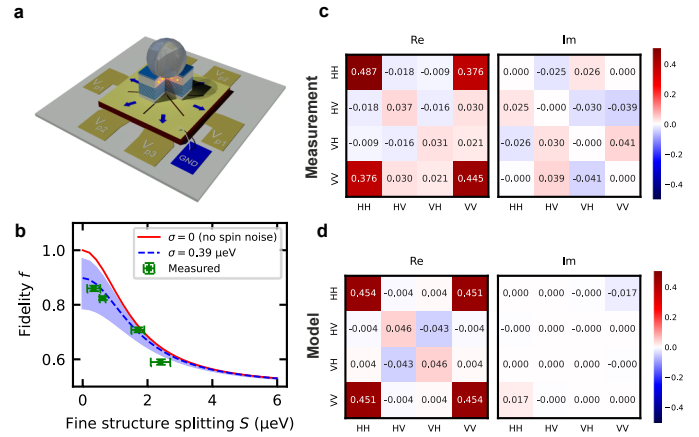 a
V_p1
V_p2
V_p3
GND
V_p1
b
σ = 0 (no spin noise)
σ = 0.39 μeV
Measured
1.0
0.8
0.6
Fidelity f
0
2
4
6
Fine structure splitting S (μeV)
c
Measurement
Re
Im
HH
0.487 -0.018 -0.009 0.376
0.000 -0.025 0.026 0.000
HV
-0.018 0.037 -0.016 0.030
0.025 -0.000 -0.030 -0.039
VH
-0.009 -0.016 0.031 0.021
-0.026 0.030 0.000 0.041
VV
0.376 0.030 0.021 0.445
-0.000 0.039 -0.041 0.000
HH HV VH VV
HH HV VH VV
0.4
0.2
0.0
-0.2
-0.4
d
Model
Re
Im
HH
0.454 -0.004 0.004 0.451
0.000 -0.000 -0.000 -0.017
HV
-0.004 0.046 -0.043 -0.004
0.000 -0.000 0.000 -0.000
VH
0.004 -0.043 0.046 0.004
0.000 -0.000 0.000 0.000
VV
0.451 -0.004 0.004 0.454
0.017 0.000 -0.000 0.000
HH HV VH VV
HH HV VH VV
0.4
0.2
0.0
-0.2
-0.4